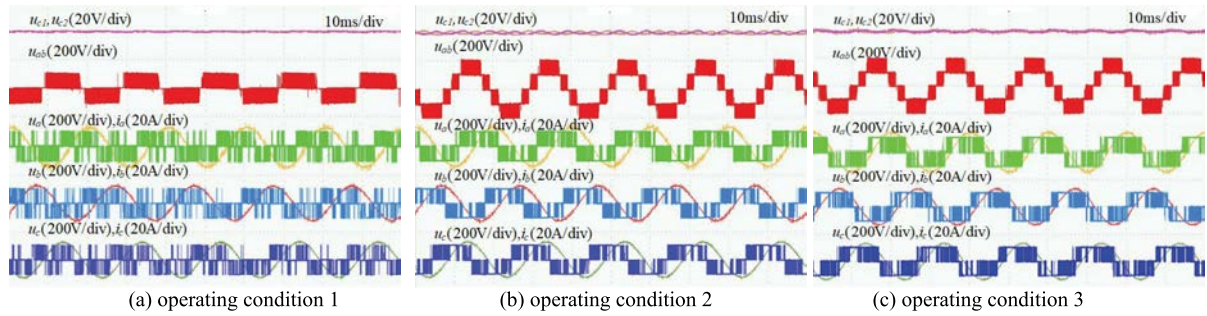 uc1,uc2(20V/div) 10ms/div
uab(200V/div)
ua(200V/div),ia(20A/div)
ub(200V/div),ib(20A/div)
uc(200V/div),ic(20A/div)
(a) operating condition 1
uc1,uc2(20V/div) 10ms/div
uab(200V/div)
ua(200V/div),ia(20A/div)
ub(200V/div),ib(20A/div)
uc(200V/div),ic(20A/div)
(b) operating condition 2
uc1,uc2(20V/div) 10ms/div
uab(200V/div)
ua(200V/div),ia(20A/div)
ub(200V/div),ib(20A/div)
uc(200V/div),ic(20A/div)
(c) operating condition 3